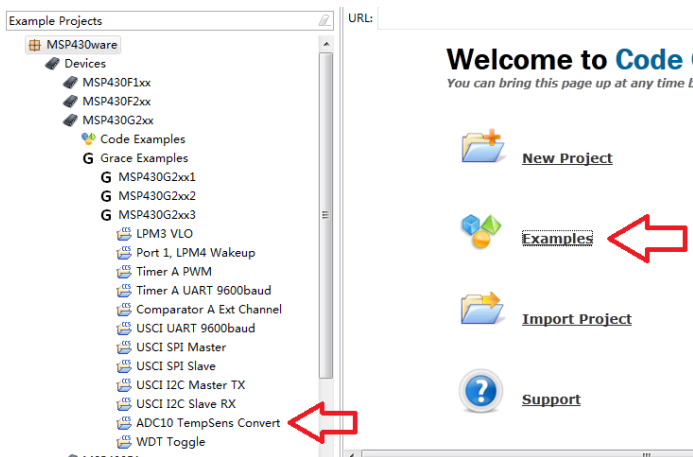 Example Projects
MSP430ware
Devices
MSP430F1xx
MSP430F2xx
MSP430G2xx
Code Examples
G Grace Examples
G MSP430G2xx1
G MSP430G2xx2
G MSP430G2xx3
LPM3 VLO
Port 1, LPM4 Wakeup
Timer A PWM
Timer A UART 9600baud
Comparator A Ext Channel
USCI UART 9600baud
USCI SPI Master
USCI SPI Slave
USCI I2C Master TX
USCI I2C Slave RX
ADC10 TempSens Convert
WDT Toggle
URL:
Welcome to Code
You can bring this page up at any time b
New Project
Examples
Import Project
Support